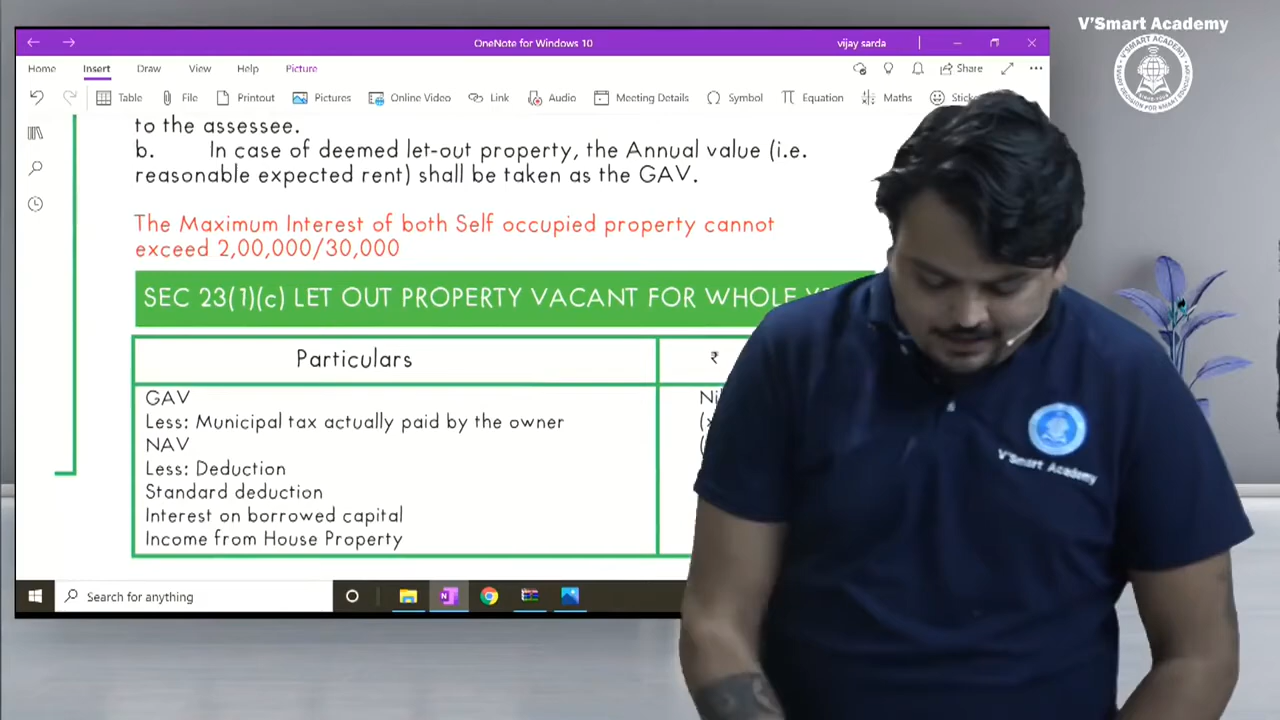 V'Smart Academy
OneNote for Windows 10
vijay sarda
Home Insert Draw View Help Picture
Share
Table File Printout Pictures Online Video Link Audio Meeting Details Symbol Equation Maths
to the assessee.
b. In case of deemed let-out property, the Annual value (i.e.
reasonable expected rent) shall be taken as the GAV.
The Maximum Interest of both Self occupied property cannot
exceed 2,00,000/30,000
SEC 23(1)(c) LET OUT PROPERTY VACANT FOR WHOLE
Particulars ₹
GAV
Less: Municipal tax actually paid by the owner
NAV
Less: Deduction
Standard deduction
Interest on borrowed capital
Income from House Property
V'Smart Academy
Search for anything